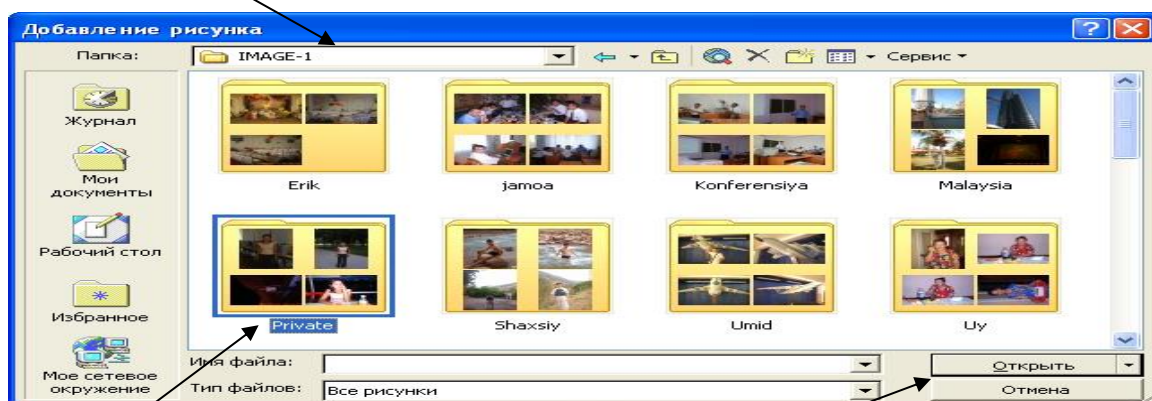 Добавление рисунка
Папка: IMAGE-1 Сервис
Журнал
Мои документы
Рабочий стол
Избранное
Мое сетевое окружение
Erik jamoa Konferensiya Malaysia
Private Shaxsiy Umid Uy
Имя файла: Открыть
Тип файлов: Все рисунки Отмена